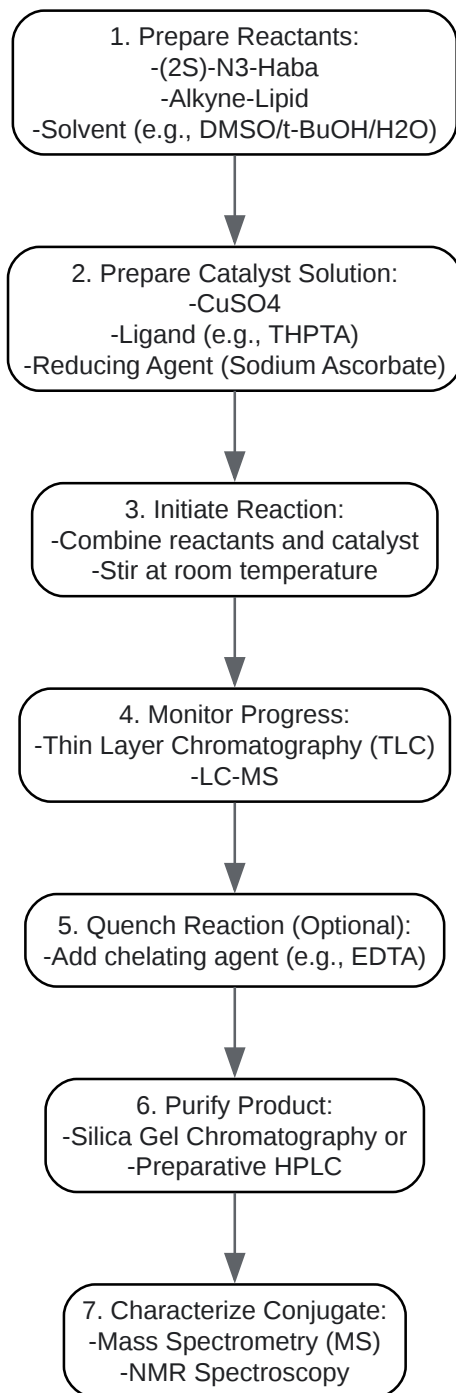 1. Prepare Reactants:
-(2S)-N3-Haba
-Alkyne-Lipid
-Solvent (e.g., DMSO/t-BuOH/H2O)
2. Prepare Catalyst Solution:
-CuSO4
-Ligand (e.g., THPTA)
-Reducing Agent (Sodium Ascorbate)
3. Initiate Reaction:
-Combine reactants and catalyst
-Stir at room temperature
4. Monitor Progress:
-Thin Layer Chromatography (TLC)
-LC-MS
5. Quench Reaction (Optional):
-Add chelating agent (e.g., EDTA)
6. Purify Product:
-Silica Gel Chromatography or
-Preparative HPLC
7. Characterize Conjugate:
-Mass Spectrometry (MS)
-NMR Spectroscopy